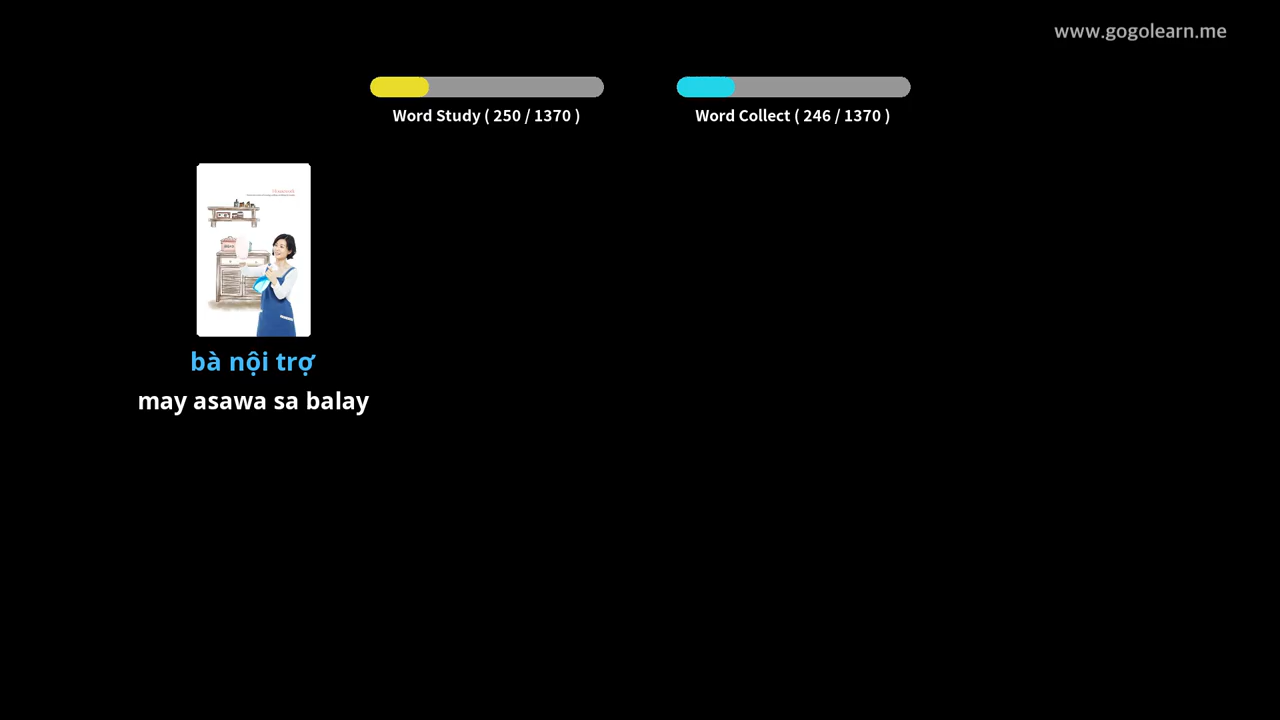 www.gogolearn.me
Word Study ( 250 / 1370 )
Word Collect ( 246 / 1370 )
bà nội trợ
may asawa sa balay